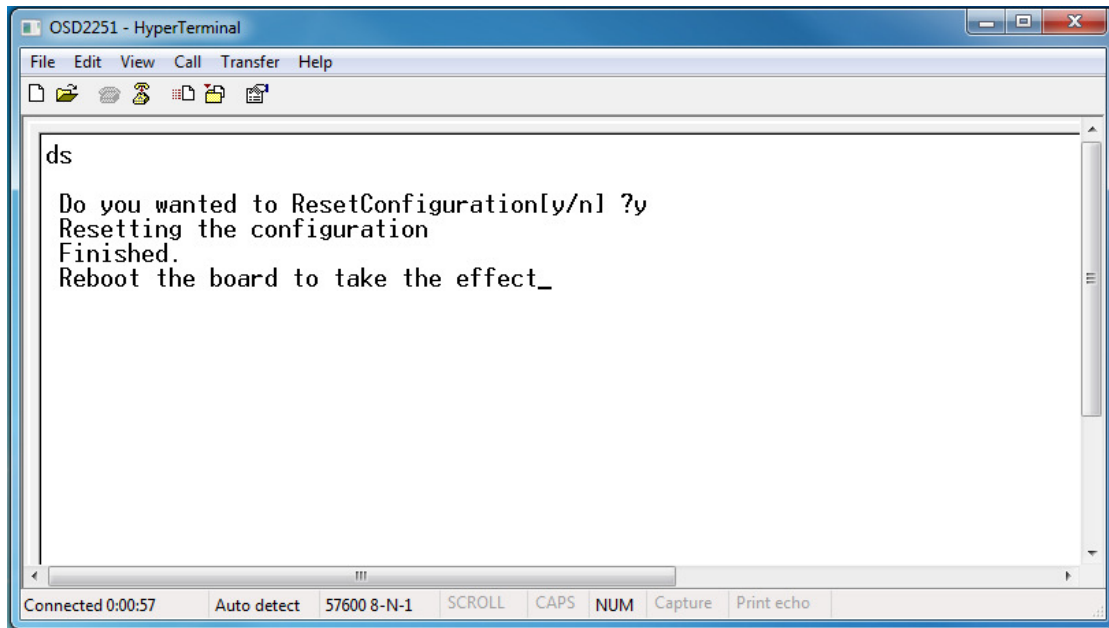 OSD2251 - HyperTerminal
File Edit View Call Transfer Help
ds
Do you wanted to ResetConfiguration[y/n] ?y
Resetting the configuration
Finished.
Reboot the board to take the effect_
Connected 0:00:57 Auto detect 57600 8-N-1 SCROLL CAPS NUM Capture Print echo